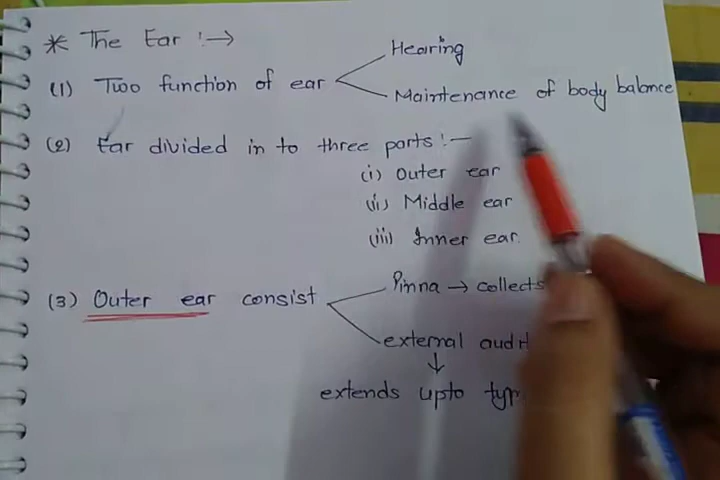 * The Ear :→
(1) Two function of ear
Hearing
Maintenance of body balance
(2) Ear divided in to three parts :—
(i) Outer ear
(ii) Middle ear
(iii) Inner ear.
(3) Outer ear consist
Pinna → collects
external
↓
extends upto